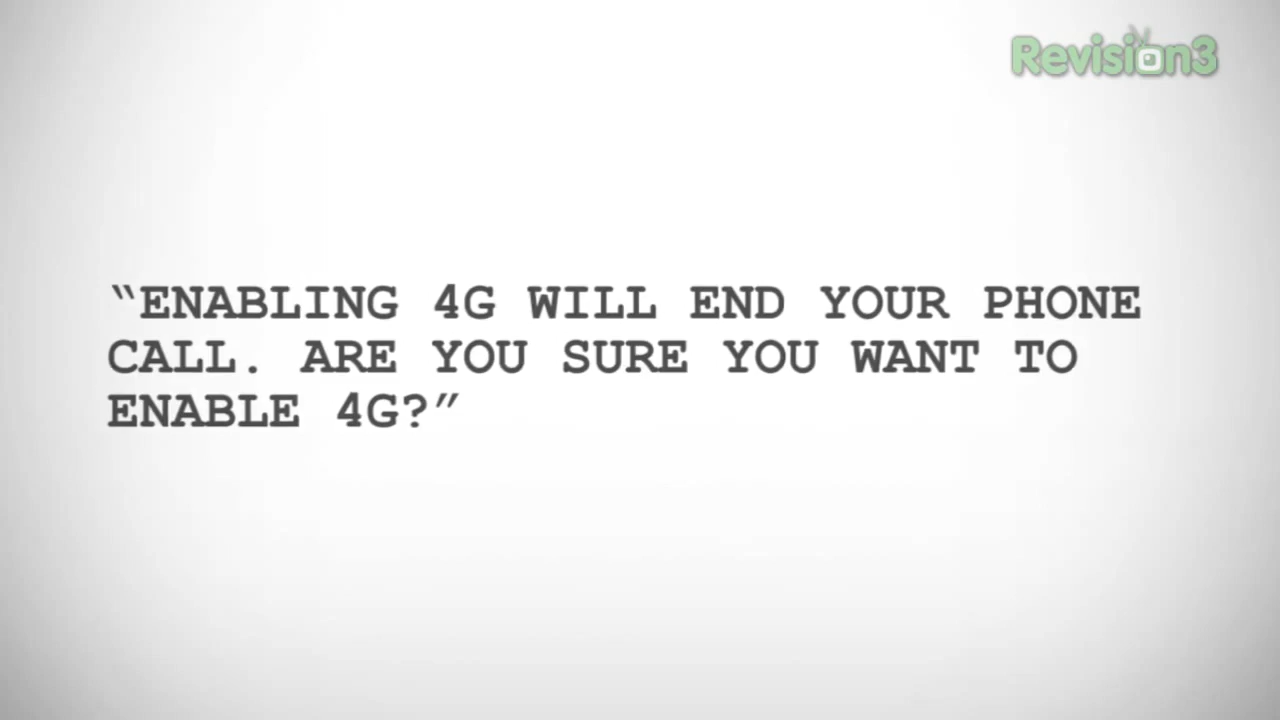 Revision3
“ENABLING 4G WILL END YOUR PHONE
CALL. ARE YOU SURE YOU WANT TO
ENABLE 4G?”